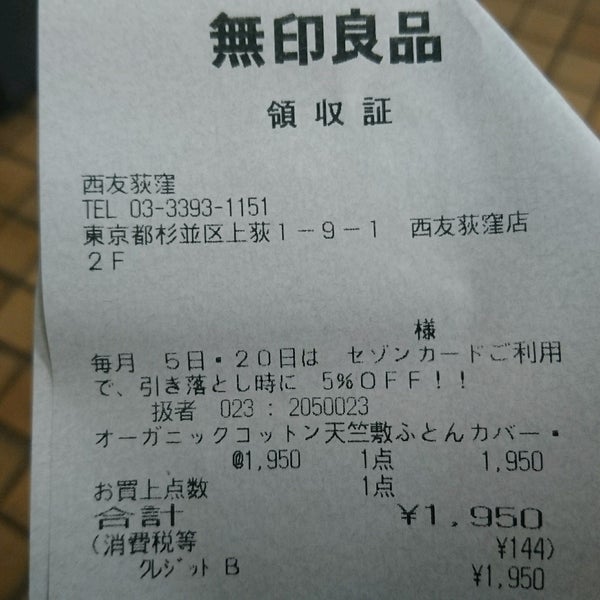 無印良品
領収証
西友荻窪
TEL 03-3393-1151
東京都杉並区上荻1-9-1 西友荻窪店
2F
様
毎月 5日・20日は セゾンカードご利用
で、引き落とし時に 5%OFF!!
扱者 023 : 2050023
オーガニックコットン天竺敷ふとんカバー・
@1,950 1点 1,950
お買上点数 1点
合計 ¥1,950
(消費税等 ¥144)
クレジット B ¥1,950